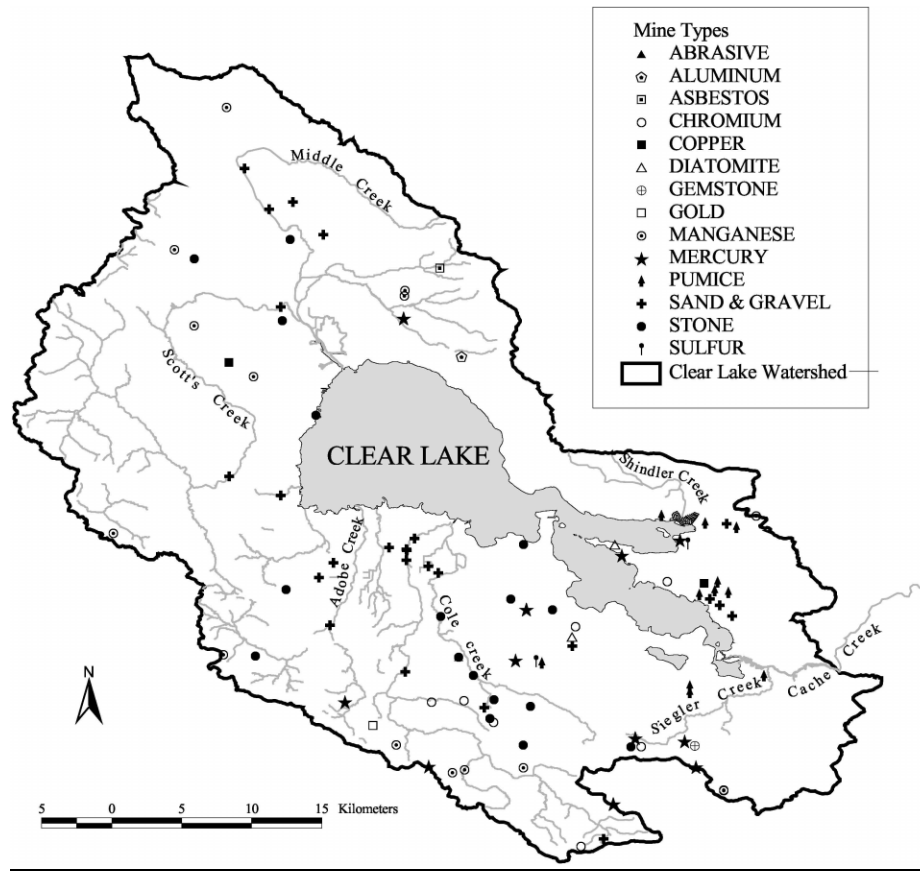 Mine Types
ABRASIVE
ALUMINUM
ASBESTOS
CHROMIUM
COPPER
DIATOMITE
GEMSTONE
GOLD
MANGANESE
MERCURY
PUMICE
SAND & GRAVEL
STONE
SULFUR
Clear Lake Watershed
Middle Creek
Scott's Creek
CLEAR LAKE
Shindler Creek
Adobe Creek
Cole creek
Siegler Creek
Cache Creek
N
5 0 5 10 15 Kilometers